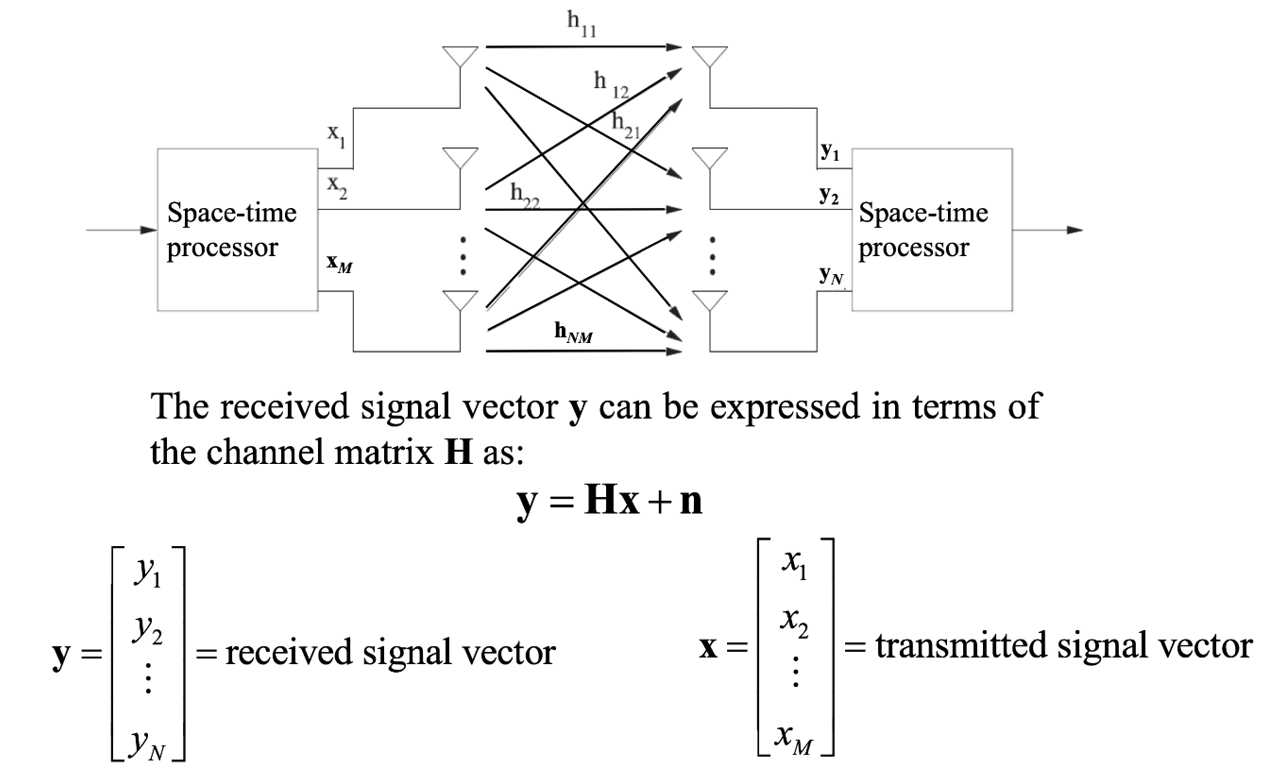 h11
h12
h21
x1
y1
x2
y2
h22
Space-time
processor
Space-time
processor
xM
yN
hNM
The received signal vector y can be expressed in terms of
the channel matrix H as:
y = Hx + n
y1
y2
⋮
yN
y = = received signal vector
x1
x2
⋮
xM
x = = transmitted signal vector